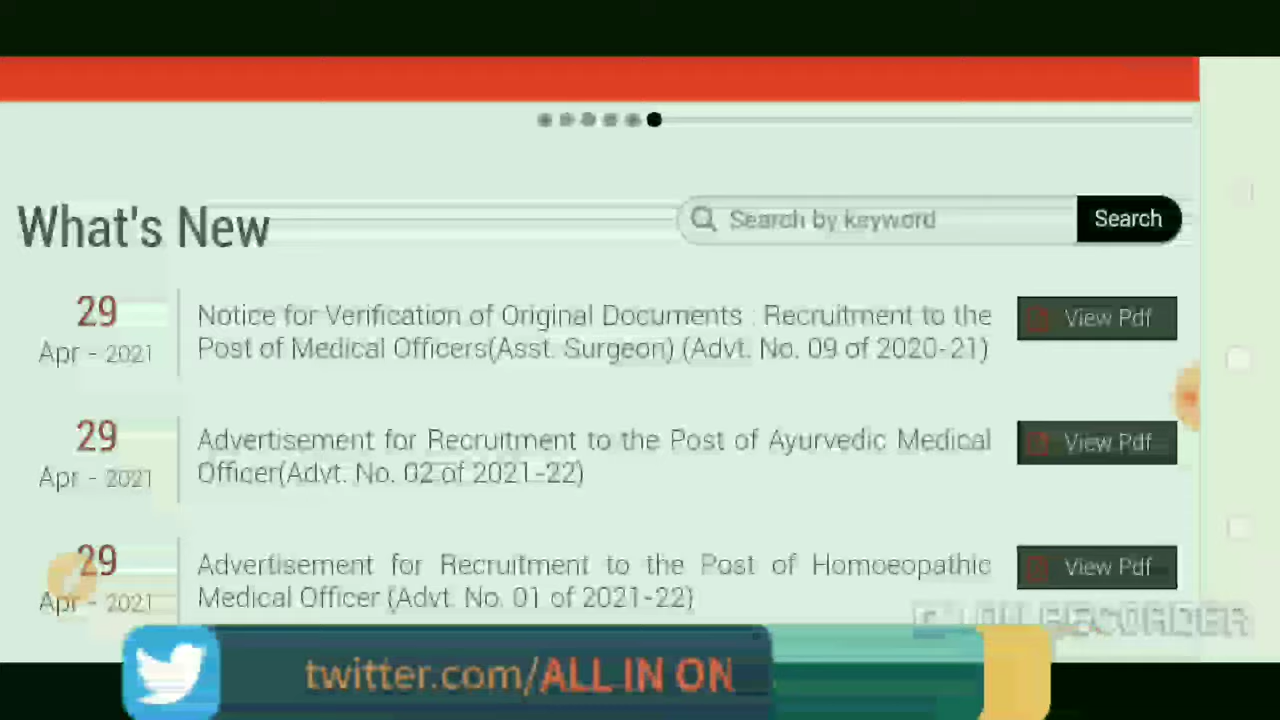 What's New
Search by keyword
Search
29
Apr - 2021
Notice for Verification of Original Documents : Recruitment to the
Post of Medical Officers(Asst. Surgeon) (Advt. No. 09 of 2020-21)
View Pdf
29
Apr - 2021
Advertisement for Recruitment to the Post of Ayurvedic Medical
Officer(Advt. No. 02 of 2021-22)
View Pdf
29
Apr - 2021
Advertisement for Recruitment to the Post of Homoeopathic
Medical Officer (Advt. No. 01 of 2021-22)
View Pdf
RECORDER
twitter.com/ALL IN ON